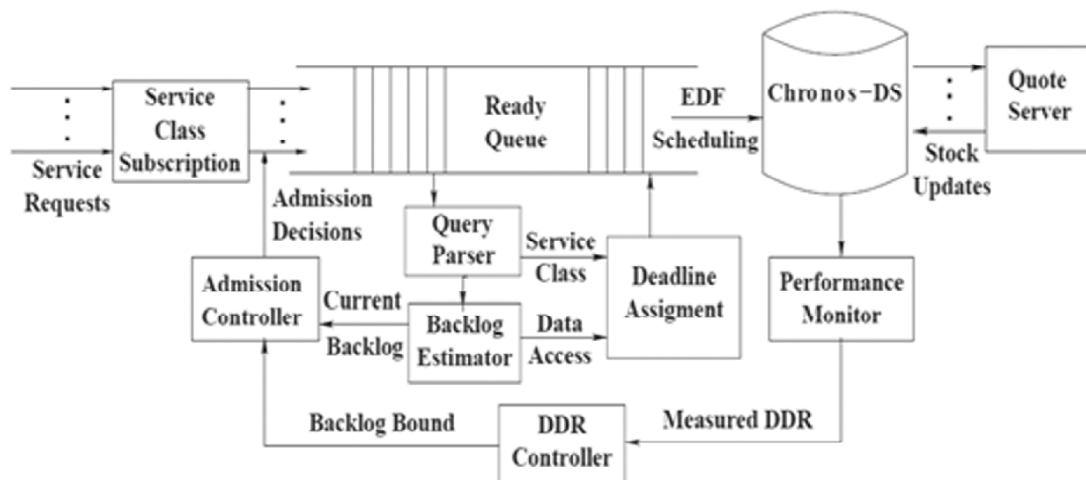 Service
Class
Subscription
Service
Requests
Ready
Queue
EDF
Scheduling
Chronos-DS
Quote
Server
Stock
Updates
Admission
Decisions
Query
Parser
Service
Class
Deadline
Assigment
Performance
Monitor
Admission
Controller
Current
Backlog
Backlog
Estimator
Data
Access
Backlog Bound
DDR
Controller
Measured DDR